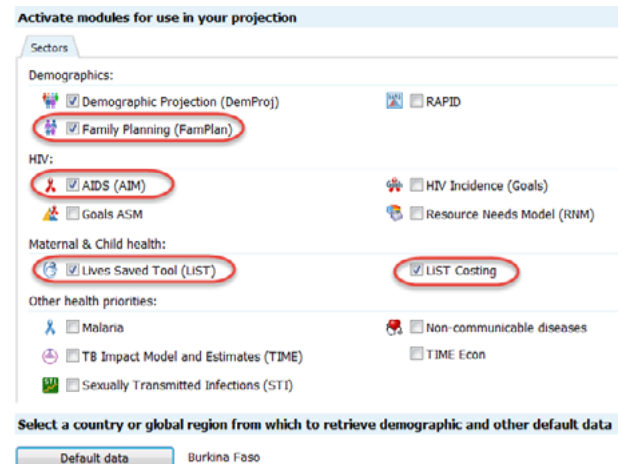 Activate modules for use in your projection
Sectors
Demographics:
Demographic Projection (DemProj)
RAPID
Family Planning (FamPlan)
HIV:
AIDS (AIM)
HIV Incidence (Goals)
Goals ASM
Resource Needs Model (RNM)
Maternal & Child health:
Lives Saved Tool (LiST)
LiST Costing
Other health priorities:
Malaria
Non-communicable diseases
TB Impact Model and Estimates (TIME)
TIME Econ
Sexually Transmitted Infections (STI)
Select a country or global region from which to retrieve demographic and other default data
Default data
Burkina Faso